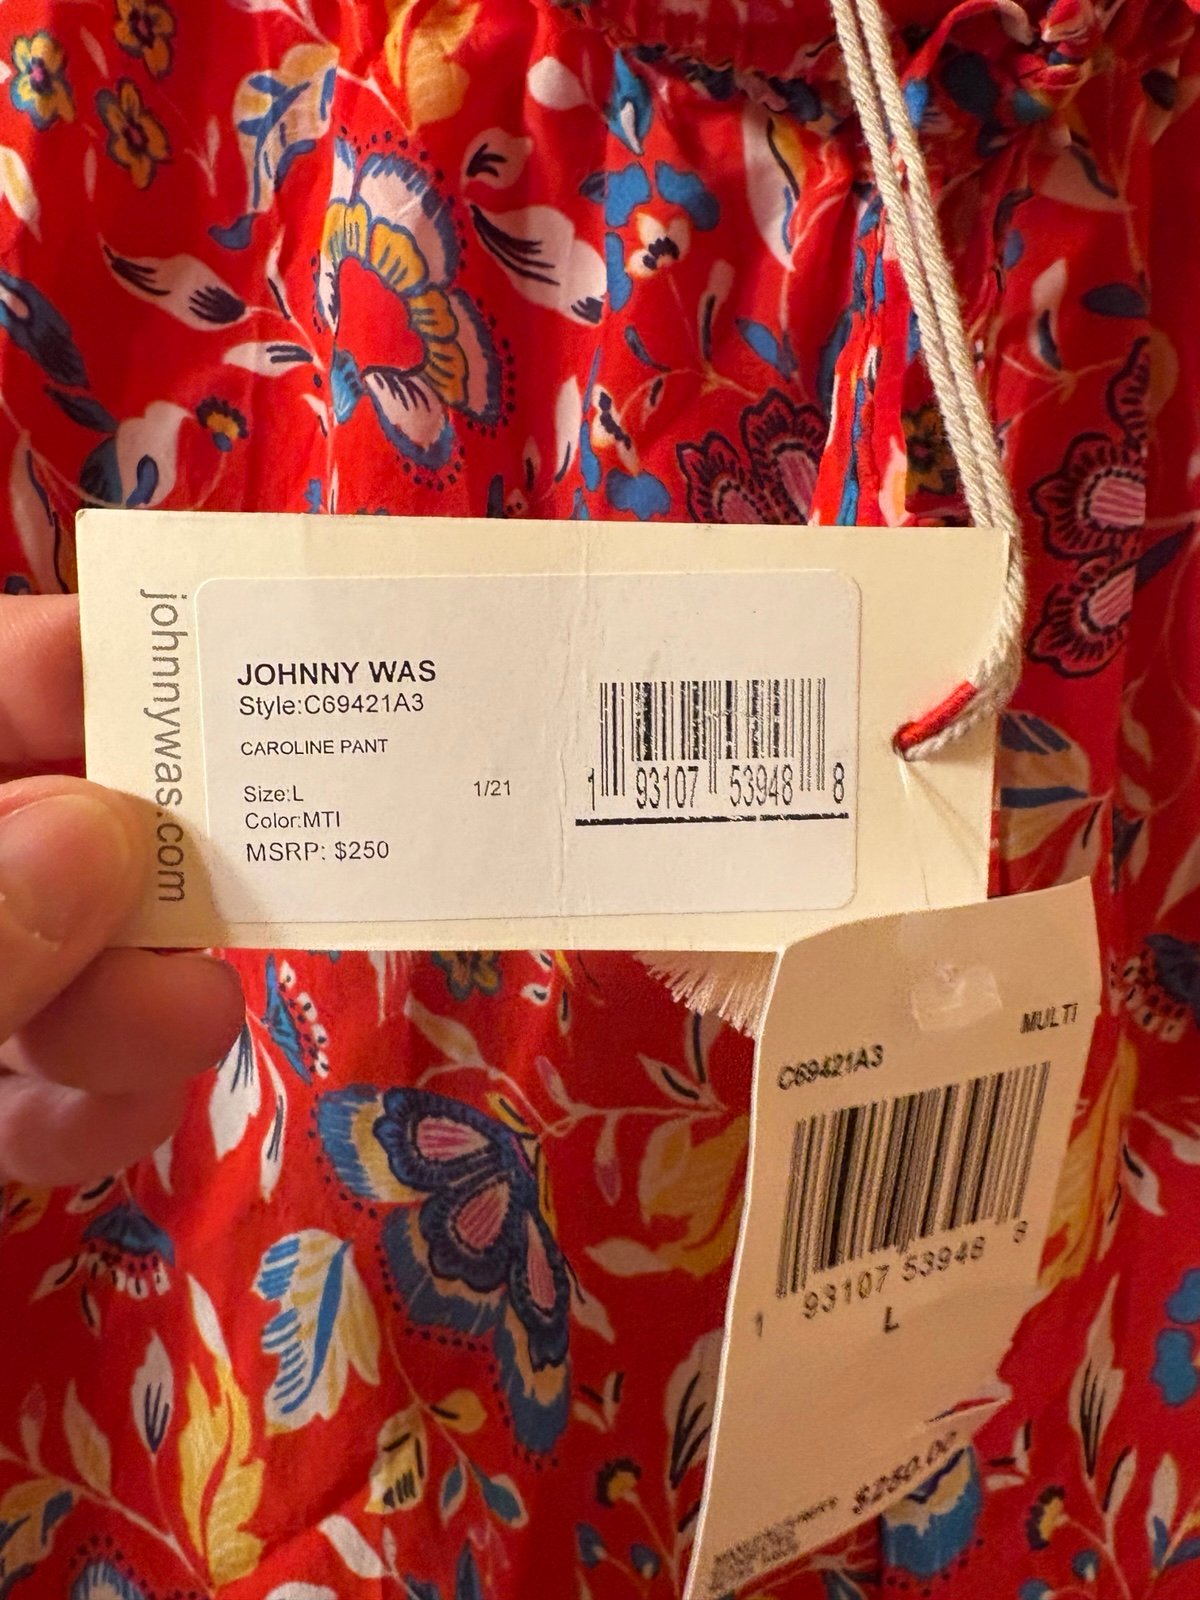 johnnywas.com
JOHNNY WAS
Style:C69421A3
CAROLINE PANT
Size:L 1/21
Color:MTI
MSRP: $250
1 93107 53948 8
MULTI
C69421A3
1 93107 53948 8
L
$250.00